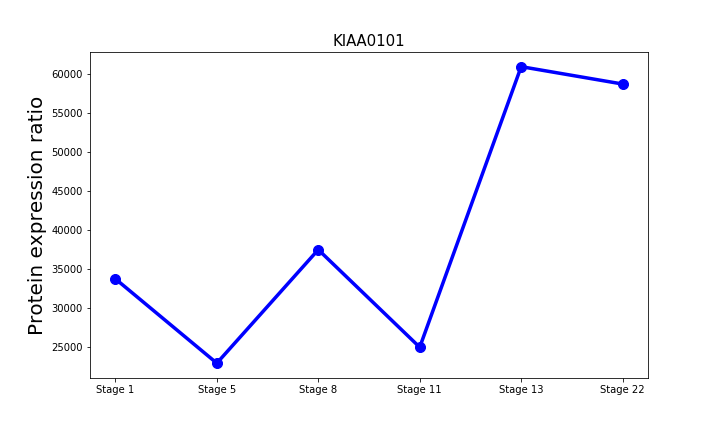 KIAA0101
Protein expression ratio
60000
55000
50000
45000
40000
35000
30000
25000
Stage 1 Stage 5 Stage 8 Stage 11 Stage 13 Stage 22